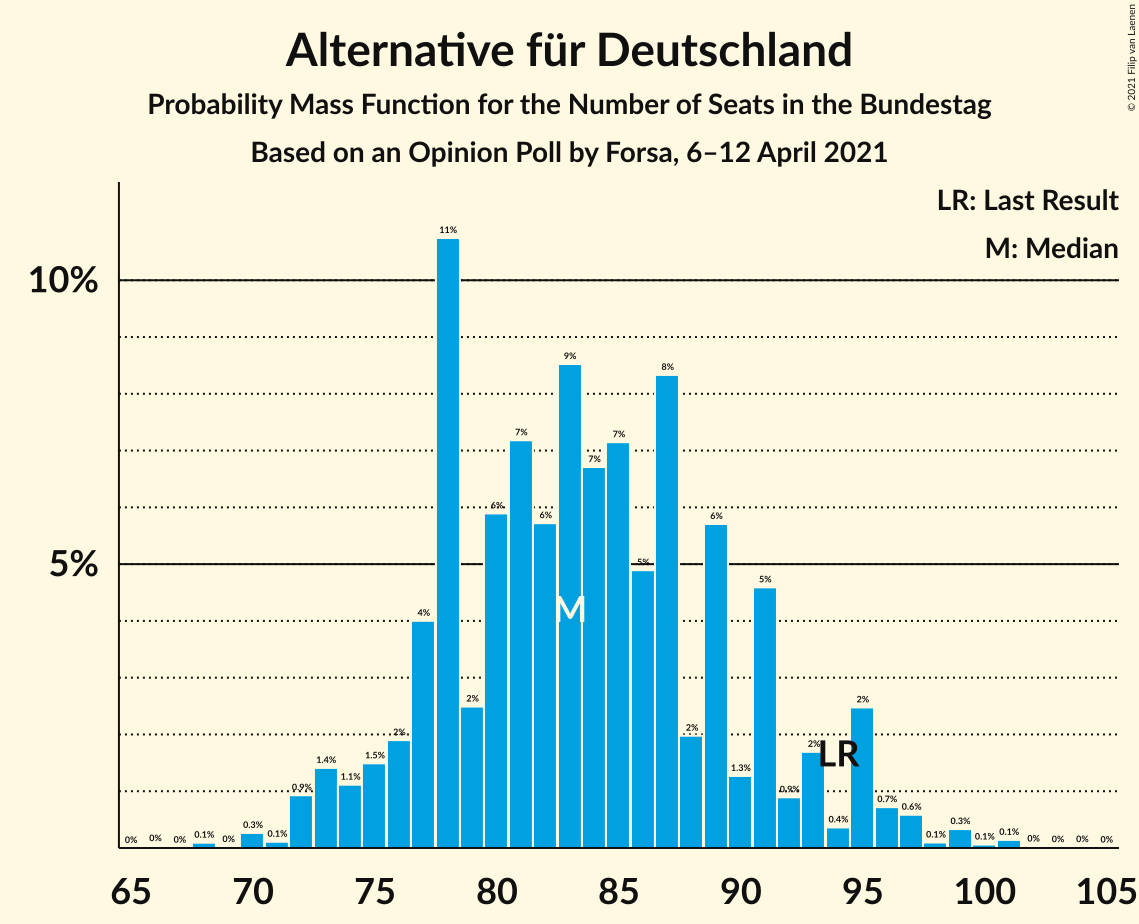 Alternative für Deutschland
Probability Mass Function for the Number of Seats in the Bundestag
Based on an Opinion Poll by Forsa, 6–12 April 2021
© 2021 Filip van Laenen
LR: Last Result
M: Median
10%
5%
0% 0% 0% 0.1% 0% 0.3% 0.1% 0.9% 1.4% 1.1% 1.5% 2% 4% 11% 2% 6% 7% 6% 9% 7% 7% 5% 8% 2% 6% 1.3% 5% 0.9% 2% 0.4% 2% 0.7% 0.6% 0.1% 0.3% 0.1% 0.1% 0% 0% 0% 0%
M
LR
65 70 75 80 85 90 95 100 105